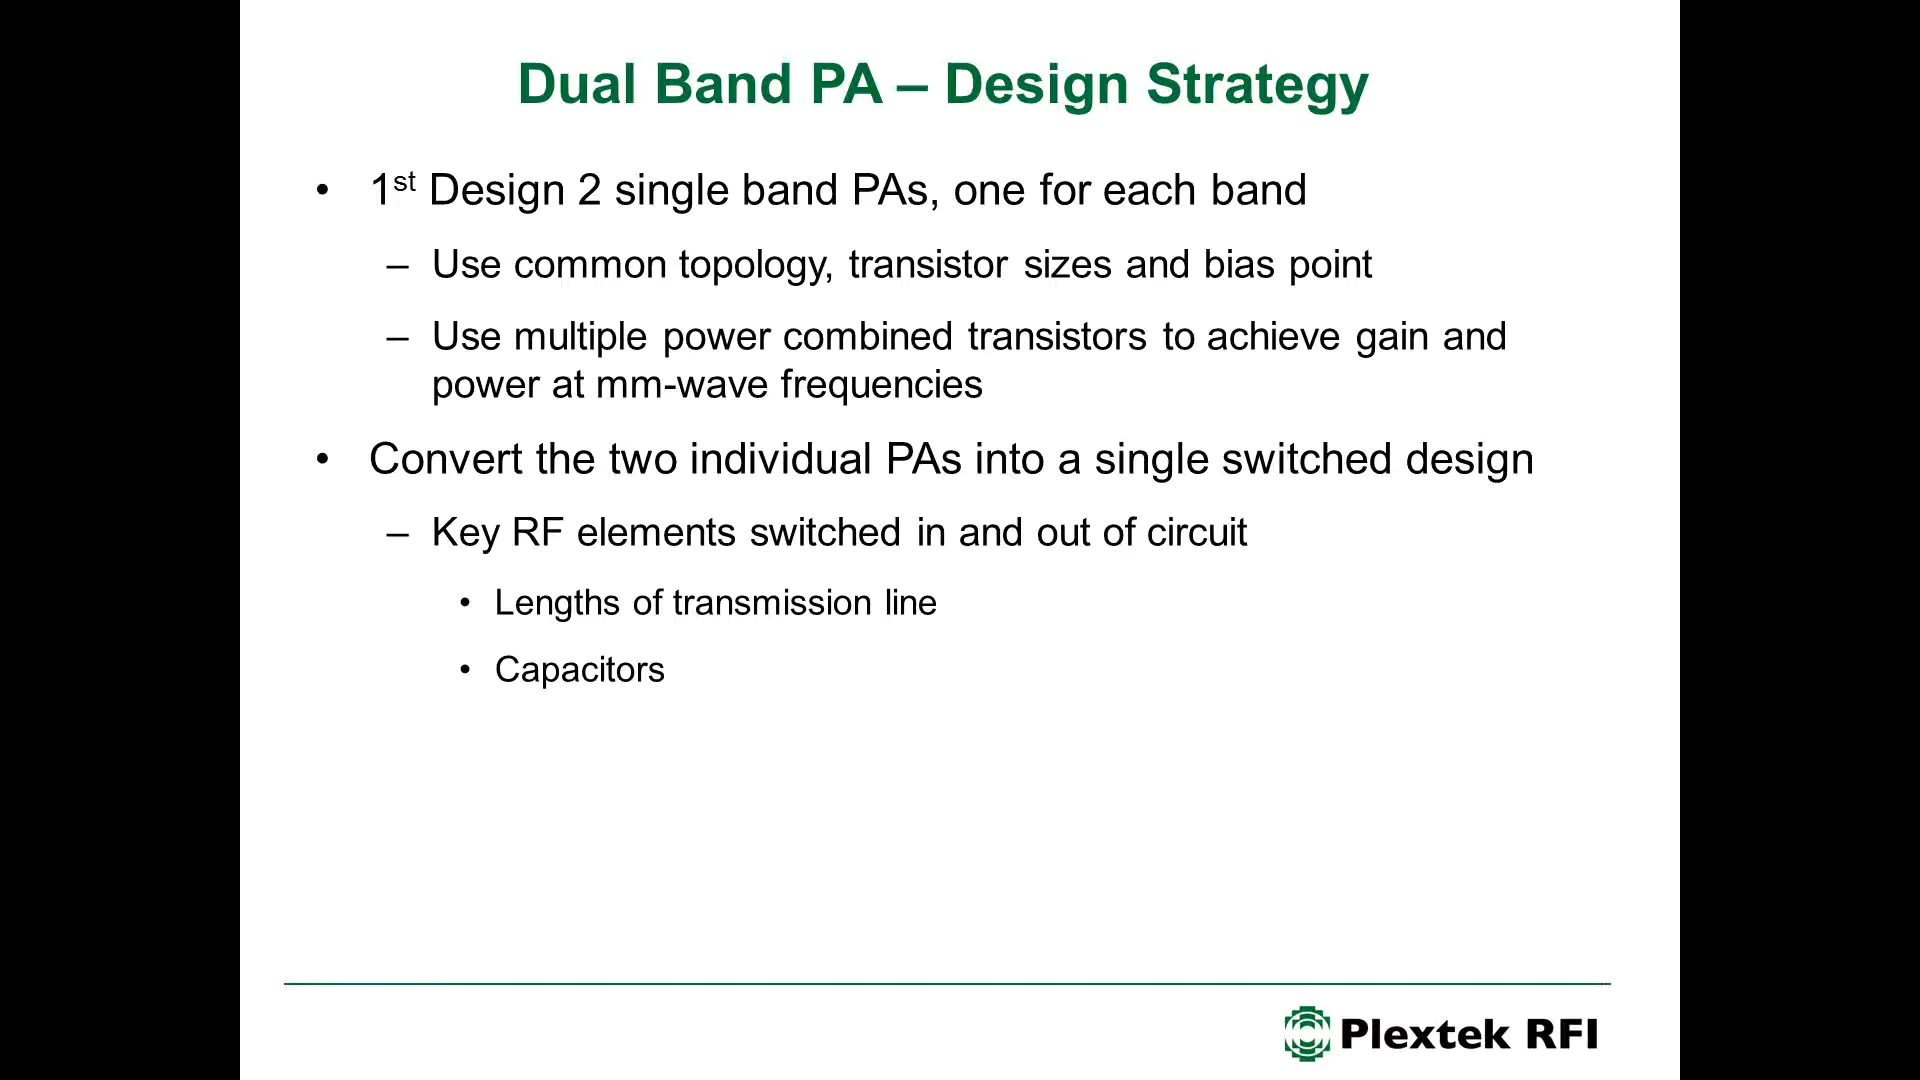 Dual Band PA – Design Strategy
• 1st Design 2 single band PAs, one for each band
– Use common topology, transistor sizes and bias point
– Use multiple power combined transistors to achieve gain and
power at mm-wave frequencies
• Convert the two individual PAs into a single switched design
– Key RF elements switched in and out of circuit
• Lengths of transmission line
• Capacitors
Plextek RFI